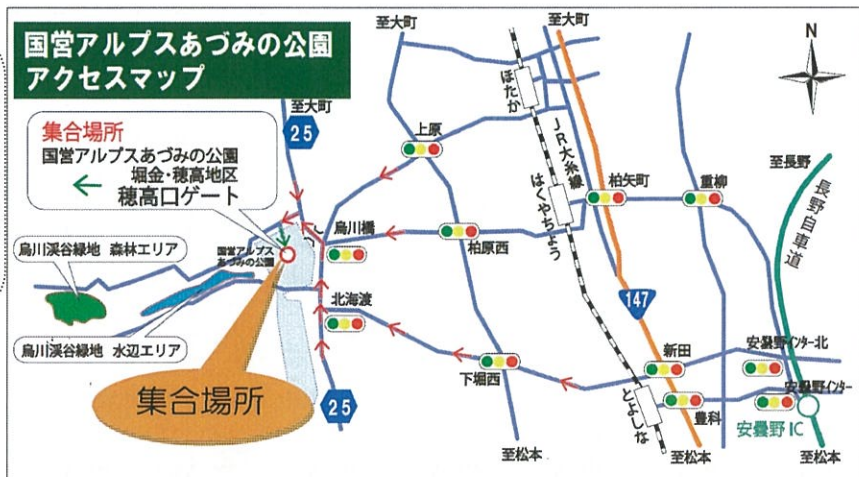 国営アルプスあづみの公園
アクセスマップ
集合場所
国営アルプスあづみの公園
堀金・穂高地区
穂高口ゲート
至大町
25
至大町
至大町
N
ほたか
上原
JR大糸線
至長野
長野自動車道
はくやちょう
柏矢町
重柳
烏川橋
柏原西
烏川渓谷緑地 森林エリア
国営アルプス
あづみの公園
北海渡
147
烏川渓谷緑地 水辺エリア
新田
安曇野インター北
下堀西
とよしな
豊科
安曇野インター
集合場所
25
安曇野IC
至松本
至松本
至松本